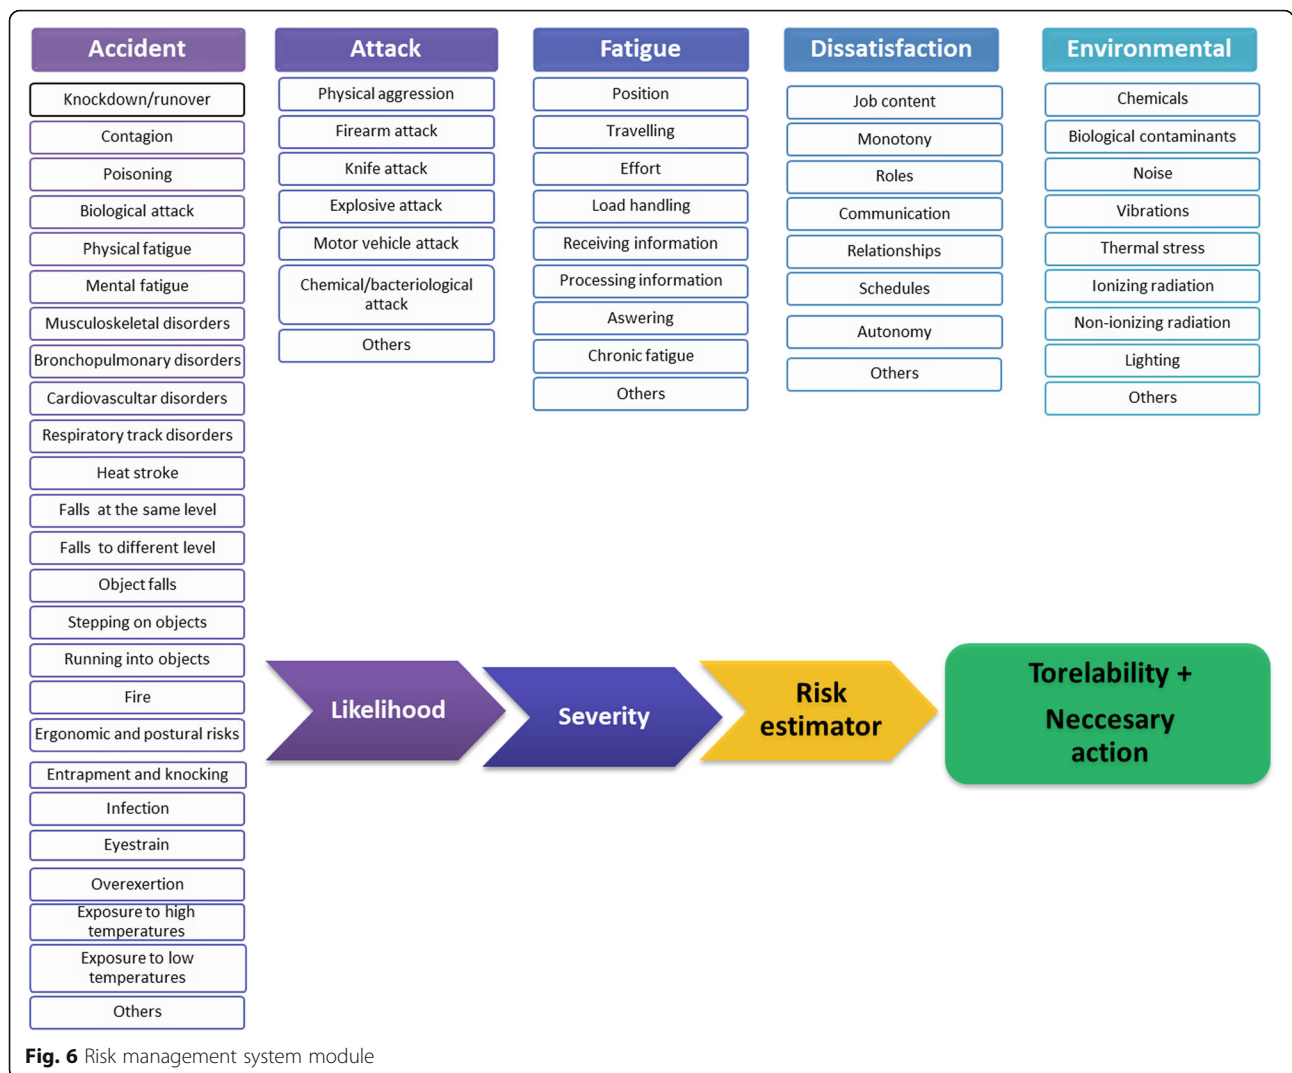 Accident
Knockdown/runover
Contagion
Poisoning
Biological attack
Physical fatigue
Mental fatigue
Musculoskeletal disorders
Bronchopulmonary disorders
Cardiovascultar disorders
Respiratory track disorders
Heat stroke
Falls at the same level
Falls to different level
Object falls
Stepping on objects
Running into objects
Fire
Ergonomic and postural risks
Entrapment and knocking
Infection
Eyestrain
Overexertion
Exposure to high
temperatures
Exposure to low
temperatures
Others
Attack
Physical aggression
Firearm attack
Knife attack
Explosive attack
Motor vehicle attack
Chemical/bacteriological
attack
Others
Fatigue
Position
Travelling
Effort
Load handling
Receiving information
Processing information
Aswering
Chronic fatigue
Others
Dissatisfaction
Job content
Monotony
Roles
Communication
Relationships
Schedules
Autonomy
Others
Environmental
Chemicals
Biological contaminants
Noise
Vibrations
Thermal stress
Ionizing radiation
Non-ionizing radiation
Lighting
Others
Likelihood
Severity
Risk
estimator
Torelability +
Neccesary
action
Fig. 6 Risk management system module